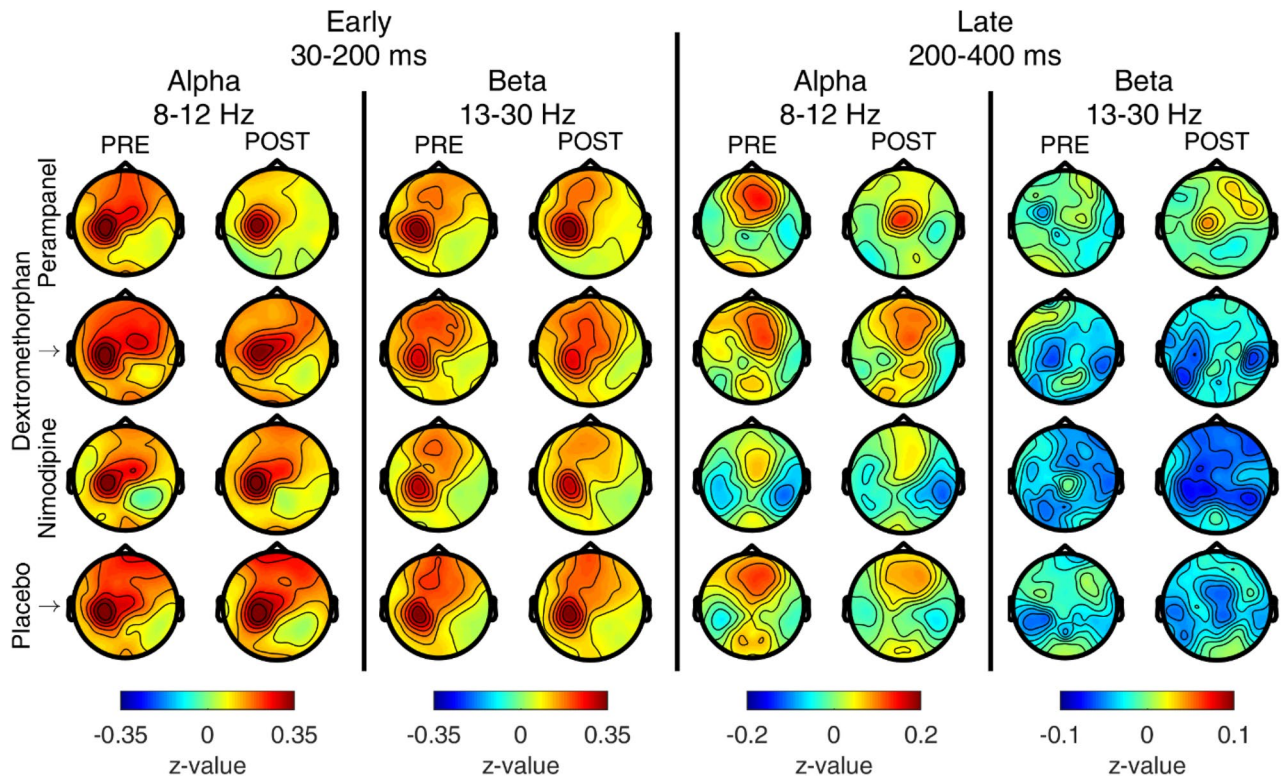 Early
30-200 ms
Late
200-400 ms
Alpha
8-12 Hz
Beta
13-30 Hz
Alpha
8-12 Hz
Beta
13-30 Hz
PRE
POST
PRE
POST
PRE
POST
PRE
POST
Perampanel
Dextromethorphan
→
Nimodipine
Placebo
→
-0.35 0 0.35
z-value
-0.35 0 0.35
z-value
-0.2 0 0.2
z-value
-0.1 0 0.1
z-value